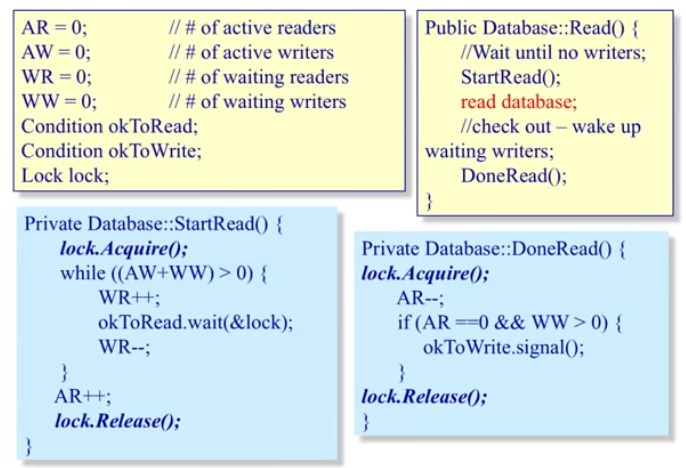 AR = 0; // # of active readers
AW = 0; // # of active writers
WR = 0; // # of waiting readers
WW = 0; // # of waiting writers
Condition okToRead;
Condition okToWrite;
Lock lock;
Public Database::Read() {
//Wait until no writers;
StartRead();
read database;
//check out – wake up
waiting writers;
DoneRead();
}
Private Database::StartRead() {
lock.Acquire();
while ((AW+WW) > 0) {
WR++;
okToRead.wait(&lock);
WR--;
}
AR++;
lock.Release();
}
Private Database::DoneRead() {
lock.Acquire();
AR--;
if (AR ==0 && WW > 0) {
okToWrite.signal();
}
lock.Release();
}